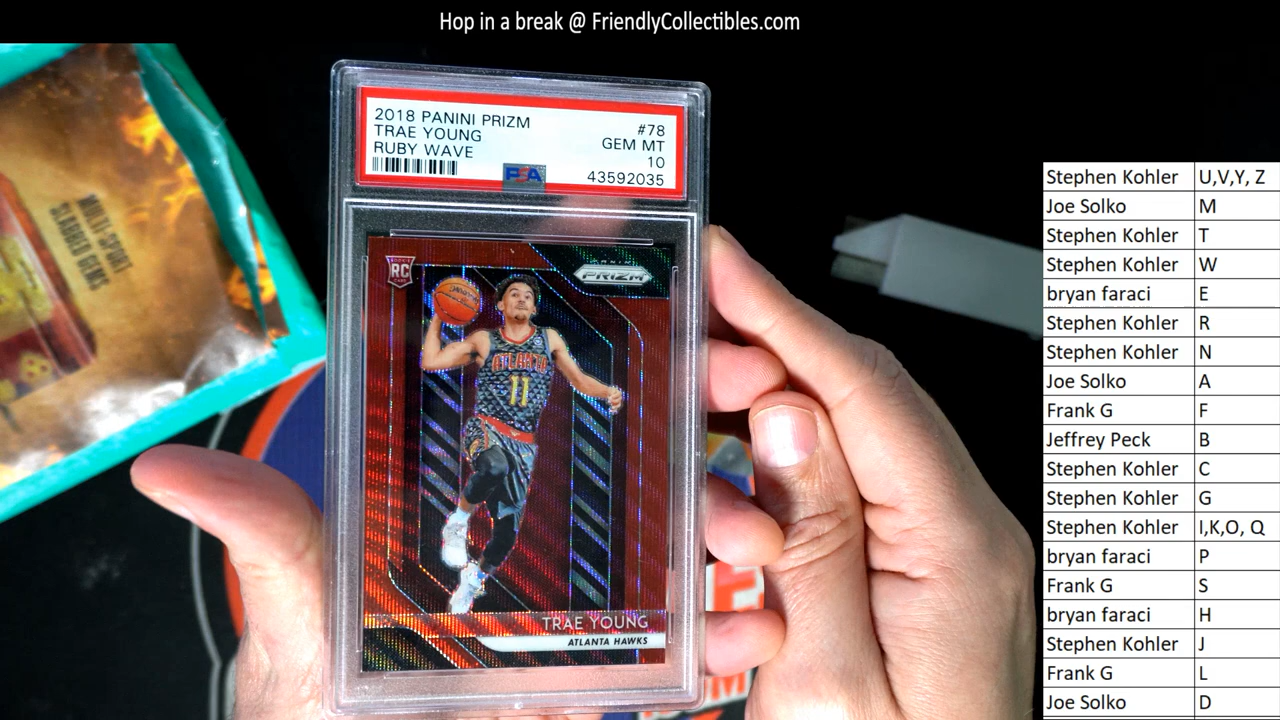 Hop in a break @ FriendlyCollectibles.com
2018 PANINI PRIZM #78
TRAE YOUNG GEM MT
RUBY WAVE 10
PSA 43592035
RC
PANINI
PRIZM
ATLANTA
11
TRAE YOUNG
ATLANTA HAWKS
MULTI-SPORT
Stephen Kohler U,V,Y, Z
Joe Solko M
Stephen Kohler T
Stephen Kohler W
bryan faraci E
Stephen Kohler R
Stephen Kohler N
Joe Solko A
Frank G F
Jeffrey Peck B
Stephen Kohler C
Stephen Kohler G
Stephen Kohler I,K,O, Q
bryan faraci P
Frank G S
bryan faraci H
Stephen Kohler J
Frank G L
Joe Solko D